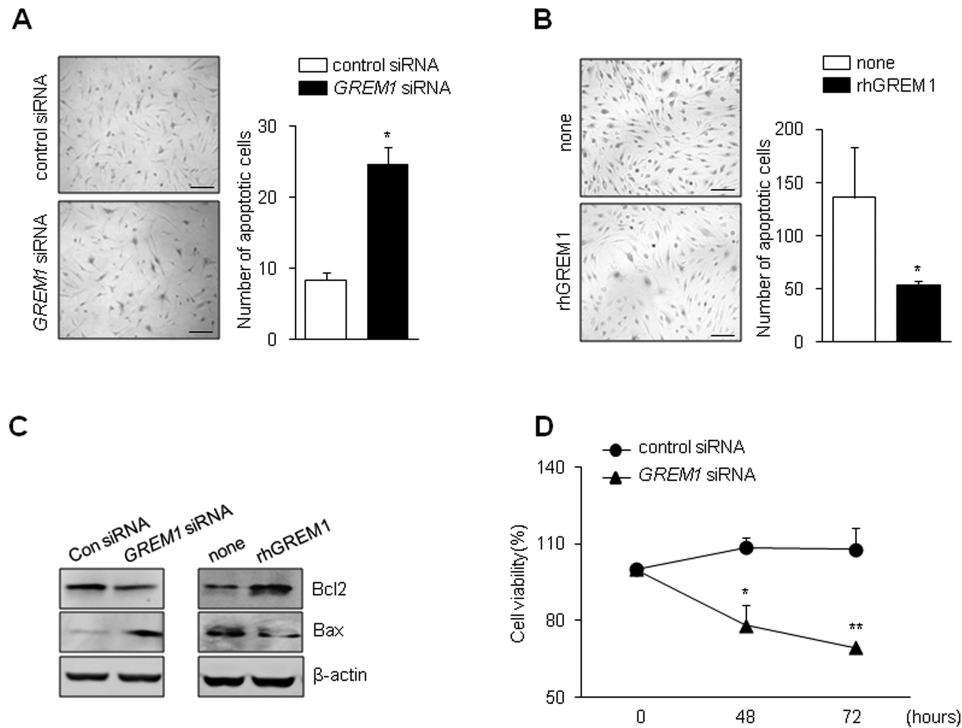 A
control siRNA
GREM1 siRNA
control siRNA
GREM1 siRNA
Number of apoptotic cells
30
20
10
0
*
B
none
rhGREM1
none
rhGREM1
Number of apoptotic cells
200
150
100
50
0
*
C
Con siRNA
GREM1 siRNA
none
rhGREM1
Bcl2
Bax
β-actin
D
control siRNA
GREM1 siRNA
Cell viability(%)
140
110
80
50
*
**
0
48
72
(hours)